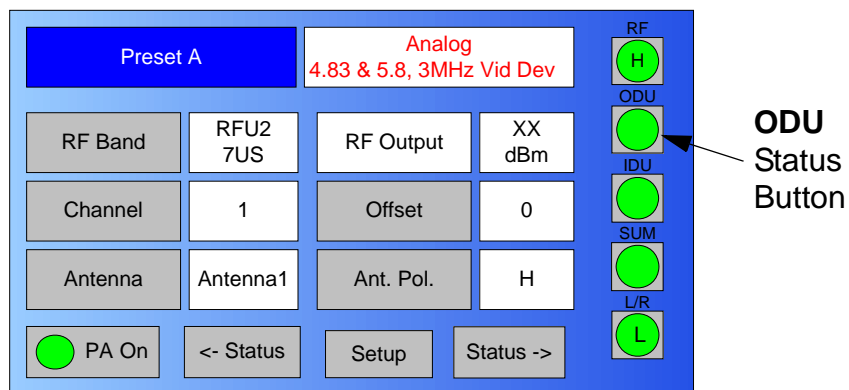 Preset A
Analog
4.83 & 5.8, 3MHz Vid Dev
RF
H
ODU
IDU
SUM
L/R
L
RF Band
RFU2
7US
RF Output
XX
dBm
Channel
1
Offset
0
Antenna
Antenna1
Ant. Pol.
H
PA On
<- Status
Setup
Status ->
ODU
Status
Button